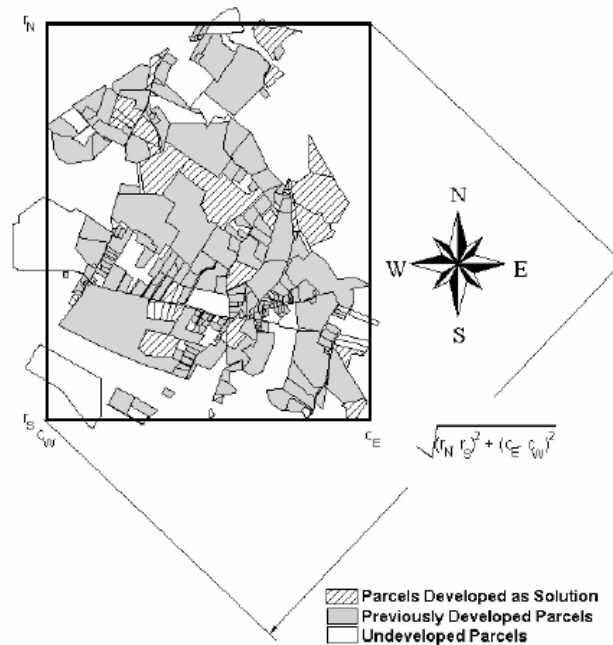 r_N
N
W E
S
r_S
c_W c_E
√(r_N r_S)² + (c_E c_W)²
Parcels Developed as Solution
Previously Developed Parcels
Undeveloped Parcels